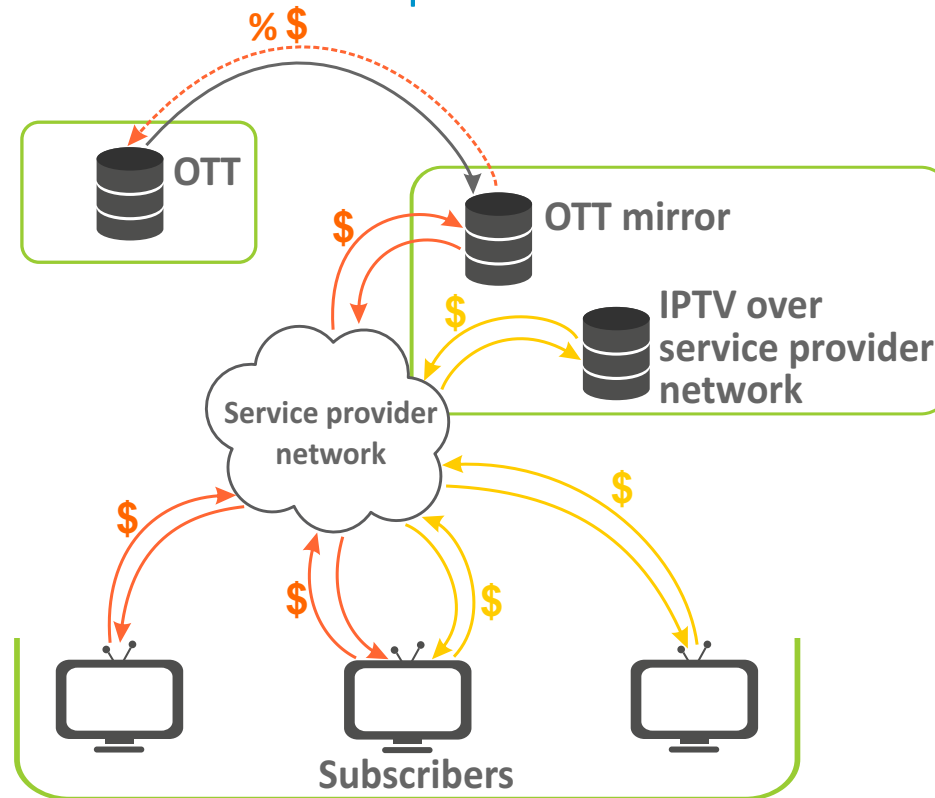 % $
OTT
OTT mirror
$
IPTV over
service provider
network
$
Service provider
network
$
$
$
$
Subscribers